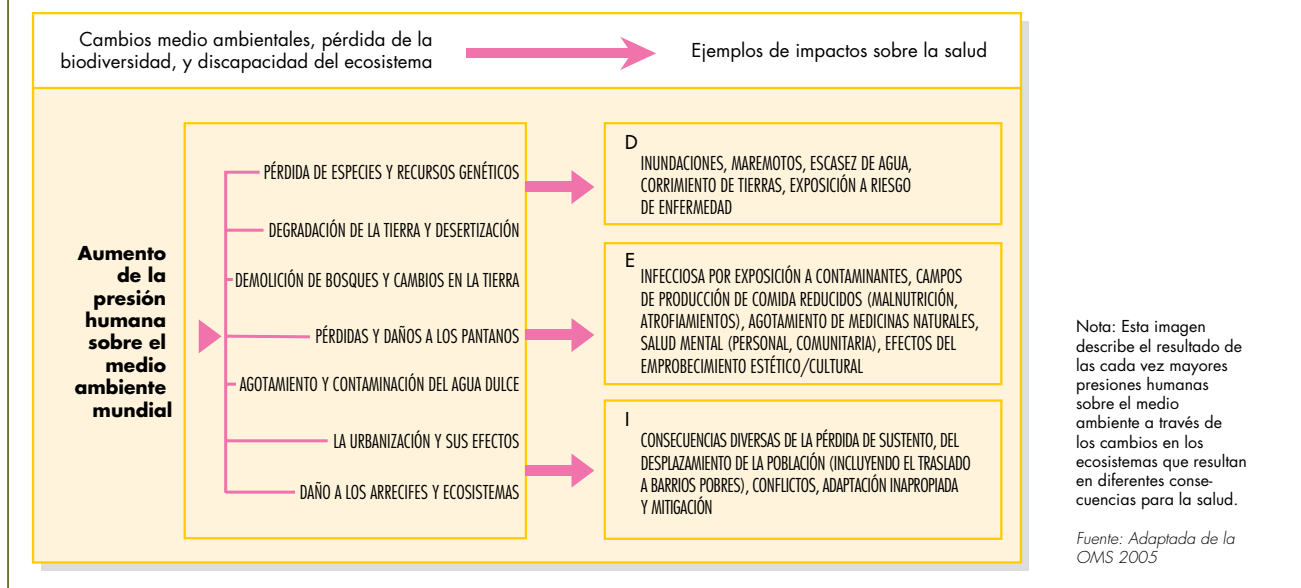 Cambios medio ambientales, pérdida de la
biodiversidad, y discapacidad del ecosistema
Ejemplos de impactos sobre la salud
Aumento
de la
presión
humana
sobre el
medio
ambiente
mundial
PÉRDIDA DE ESPECIES Y RECURSOS GENÉTICOS
DEGRADACIÓN DE LA TIERRA Y DESERTIZACIÓN
DEMOLICIÓN DE BOSQUES Y CAMBIOS EN LA TIERRA
PÉRDIDAS Y DAÑOS A LOS PANTANOS
AGOTAMIENTO Y CONTAMINACIÓN DEL AGUA DULCE
LA URBANIZACIÓN Y SUS EFECTOS
DAÑO A LOS ARRECIFES Y ECOSISTEMAS
D
INUNDACIONES, MAREMOTOS, ESCASEZ DE AGUA,
CORRIMIENTO DE TIERRAS, EXPOSICIÓN A RIESGO
DE ENFERMEDAD
E
INFECCIOSA POR EXPOSICIÓN A CONTAMINANTES, CAMPOS
DE PRODUCCIÓN DE COMIDA REDUCIDOS (MALNUTRICIÓN,
ATROFIAMIENTOS), AGOTAMIENTO DE MEDICINAS NATURALES,
SALUD MENTAL (PERSONAL, COMUNITARIA), EFECTOS DEL
EMPROBECIMIENTO ESTÉTICO/CULTURAL
I
CONSECUENCIAS DIVERSAS DE LA PÉRDIDA DE SUSTENTO, DEL
DESPLAZAMIENTO DE LA POBLACIÓN (INCLUYENDO EL TRASLADO
A BARRIOS POBRES), CONFLICTOS, ADAPTACIÓN INAPROPIADA
Y MITIGACIÓN
Nota: Esta imagen
describe el resultado de
las cada vez mayores
presiones humanas
sobre el medio
ambiente a través de
los cambios en los
ecosistemas que resultan
en diferentes conse-
cuencias para la salud.
Fuente: Adaptada de la
OMS 2005